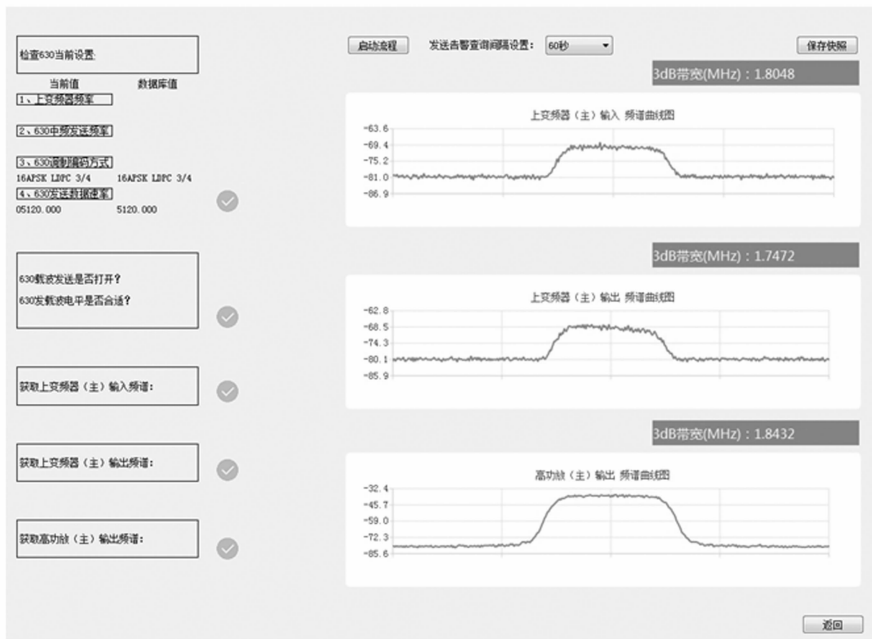 检查630当前设置:
当前值 数据库值
1、上变频器频率
2、630中频发送频率
3、630调制编码方式
16APSK LDPC 3/4 16APSK LDPC 3/4
4、630发送数据速率
05120.000 5120.000
630载波发送是否打开?
630发载波电平是否合适?
获取上变频器（主）输入频谱:
获取上变频器（主）输出频谱:
获取高功放（主）输出频谱:
启动流程 发送告警查询间隔设置: 60秒 保存快照
3dB带宽(MHz) : 1.8048
上变频器（主）输入 频谱曲线图
-63.6
-69.4
-75.2
-81.0
-86.9
3dB带宽(MHz) : 1.7472
上变频器（主）输出 频谱曲线图
-62.8
-68.5
-74.3
-80.1
-85.9
3dB带宽(MHz) : 1.8432
高功放（主）输出 频谱曲线图
-32.4
-45.7
-59.0
-72.3
-85.6
返回